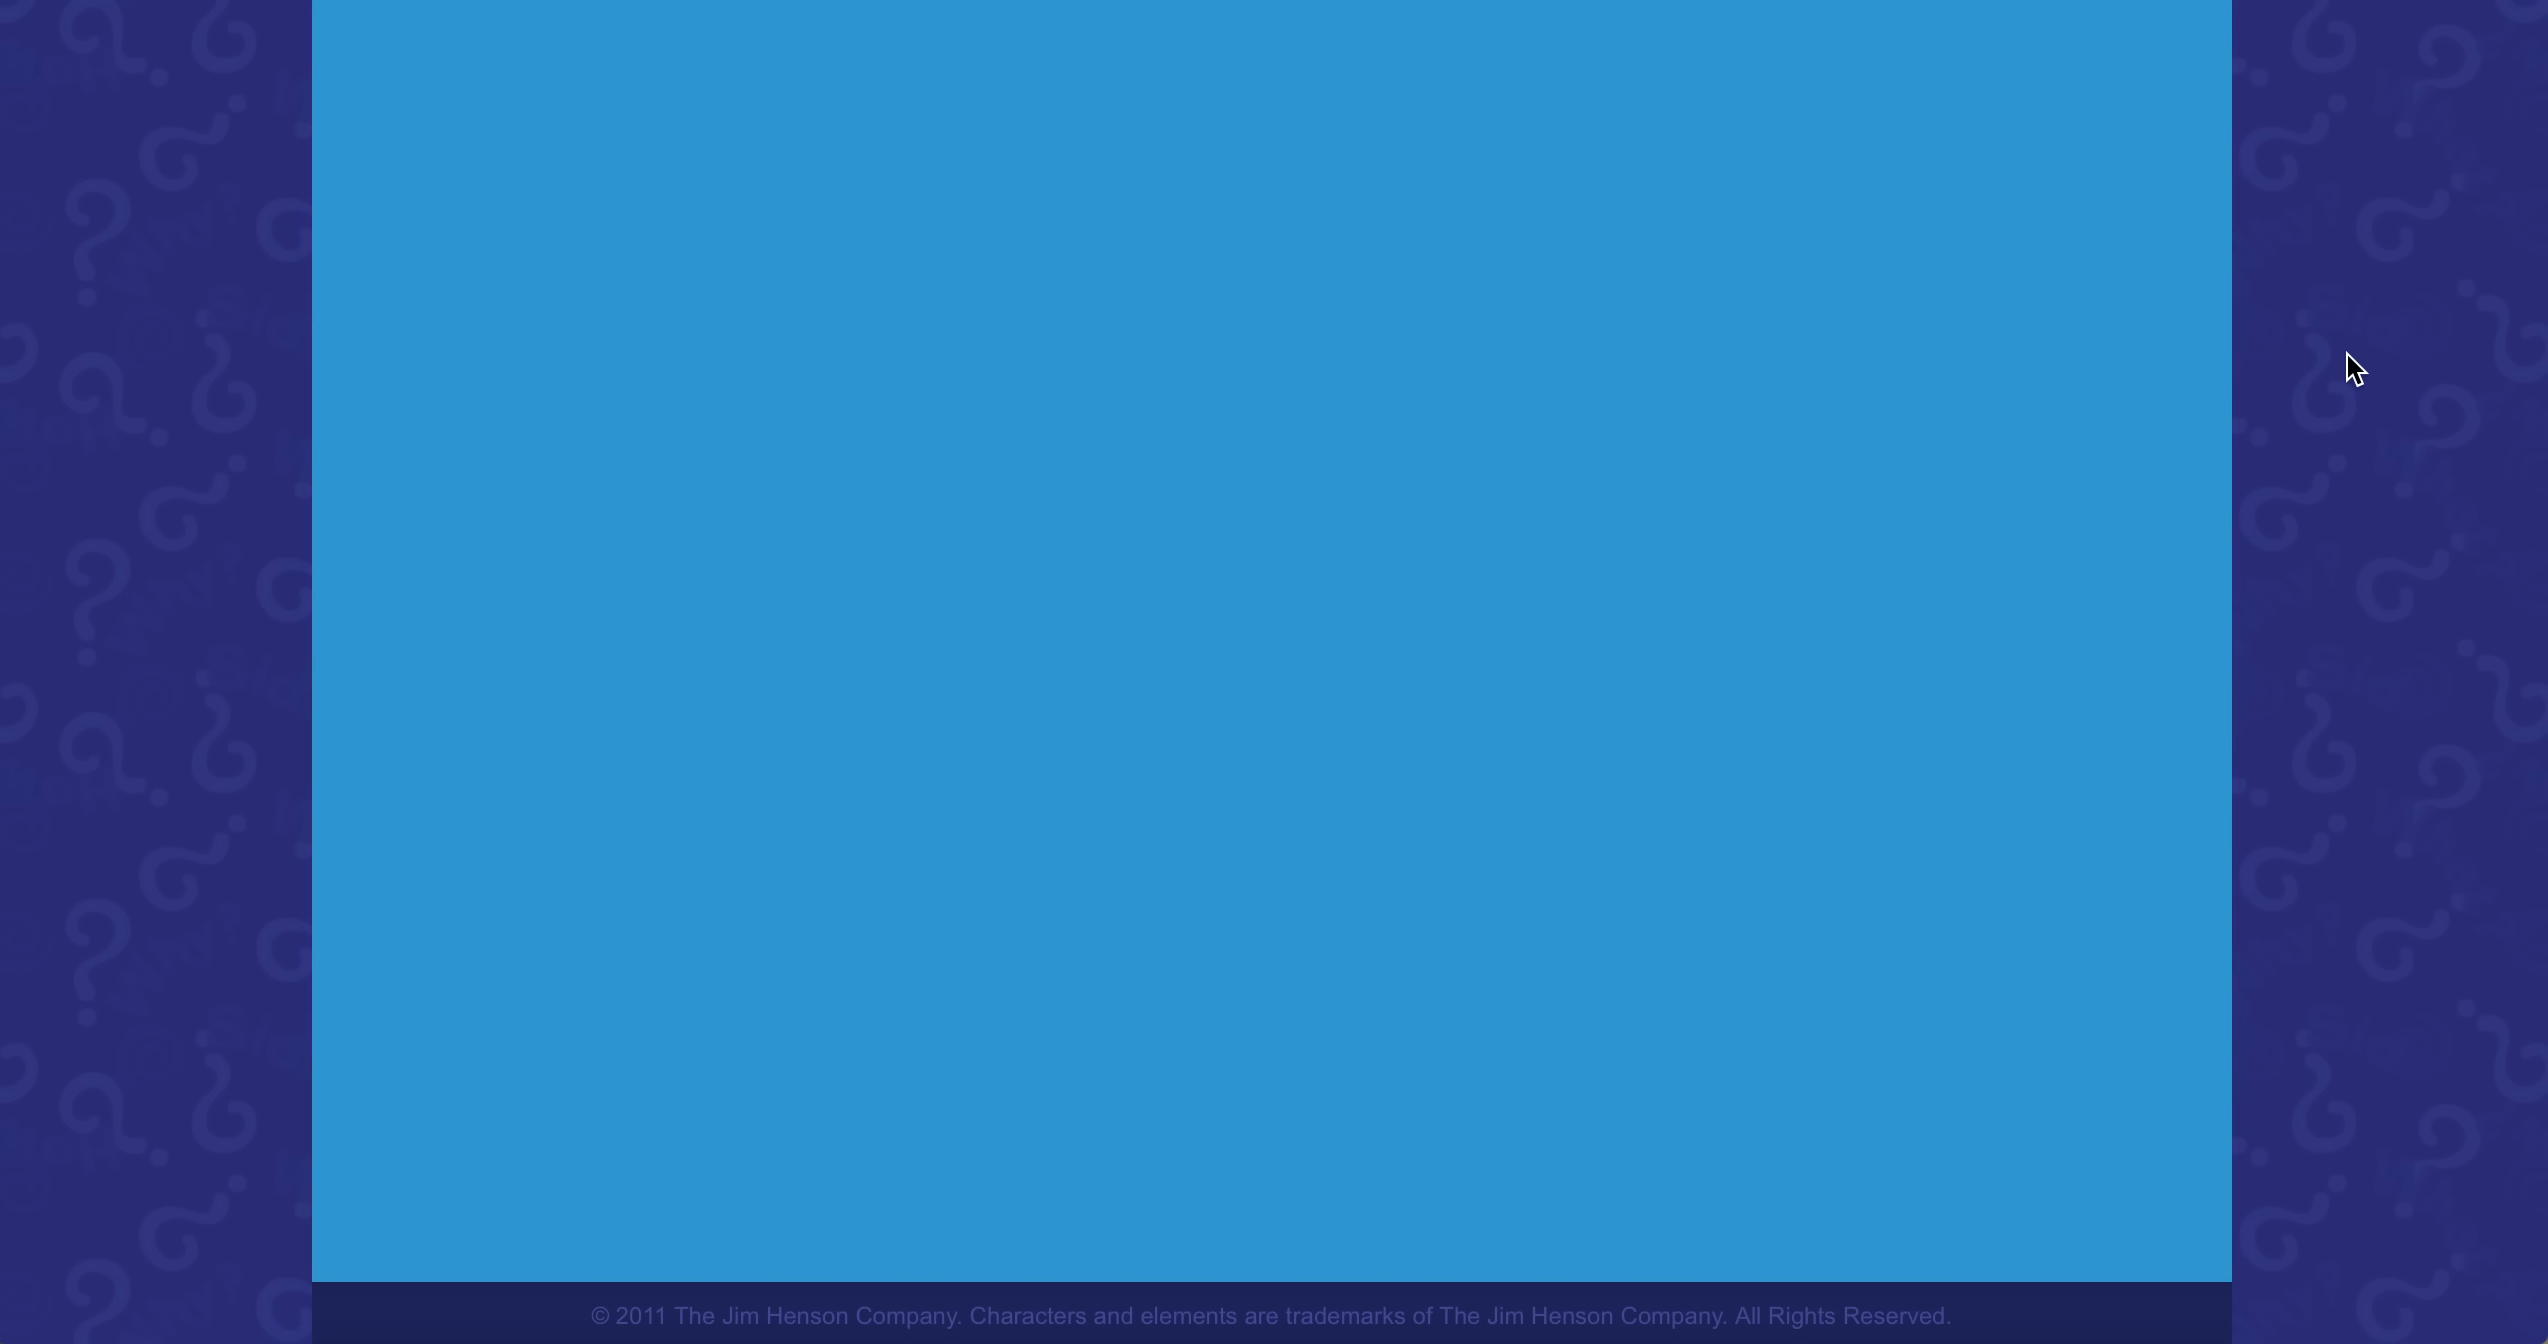 © 2011 The Jim Henson Company. Characters and elements are trademarks of The Jim Henson Company. All Rights Reserved.